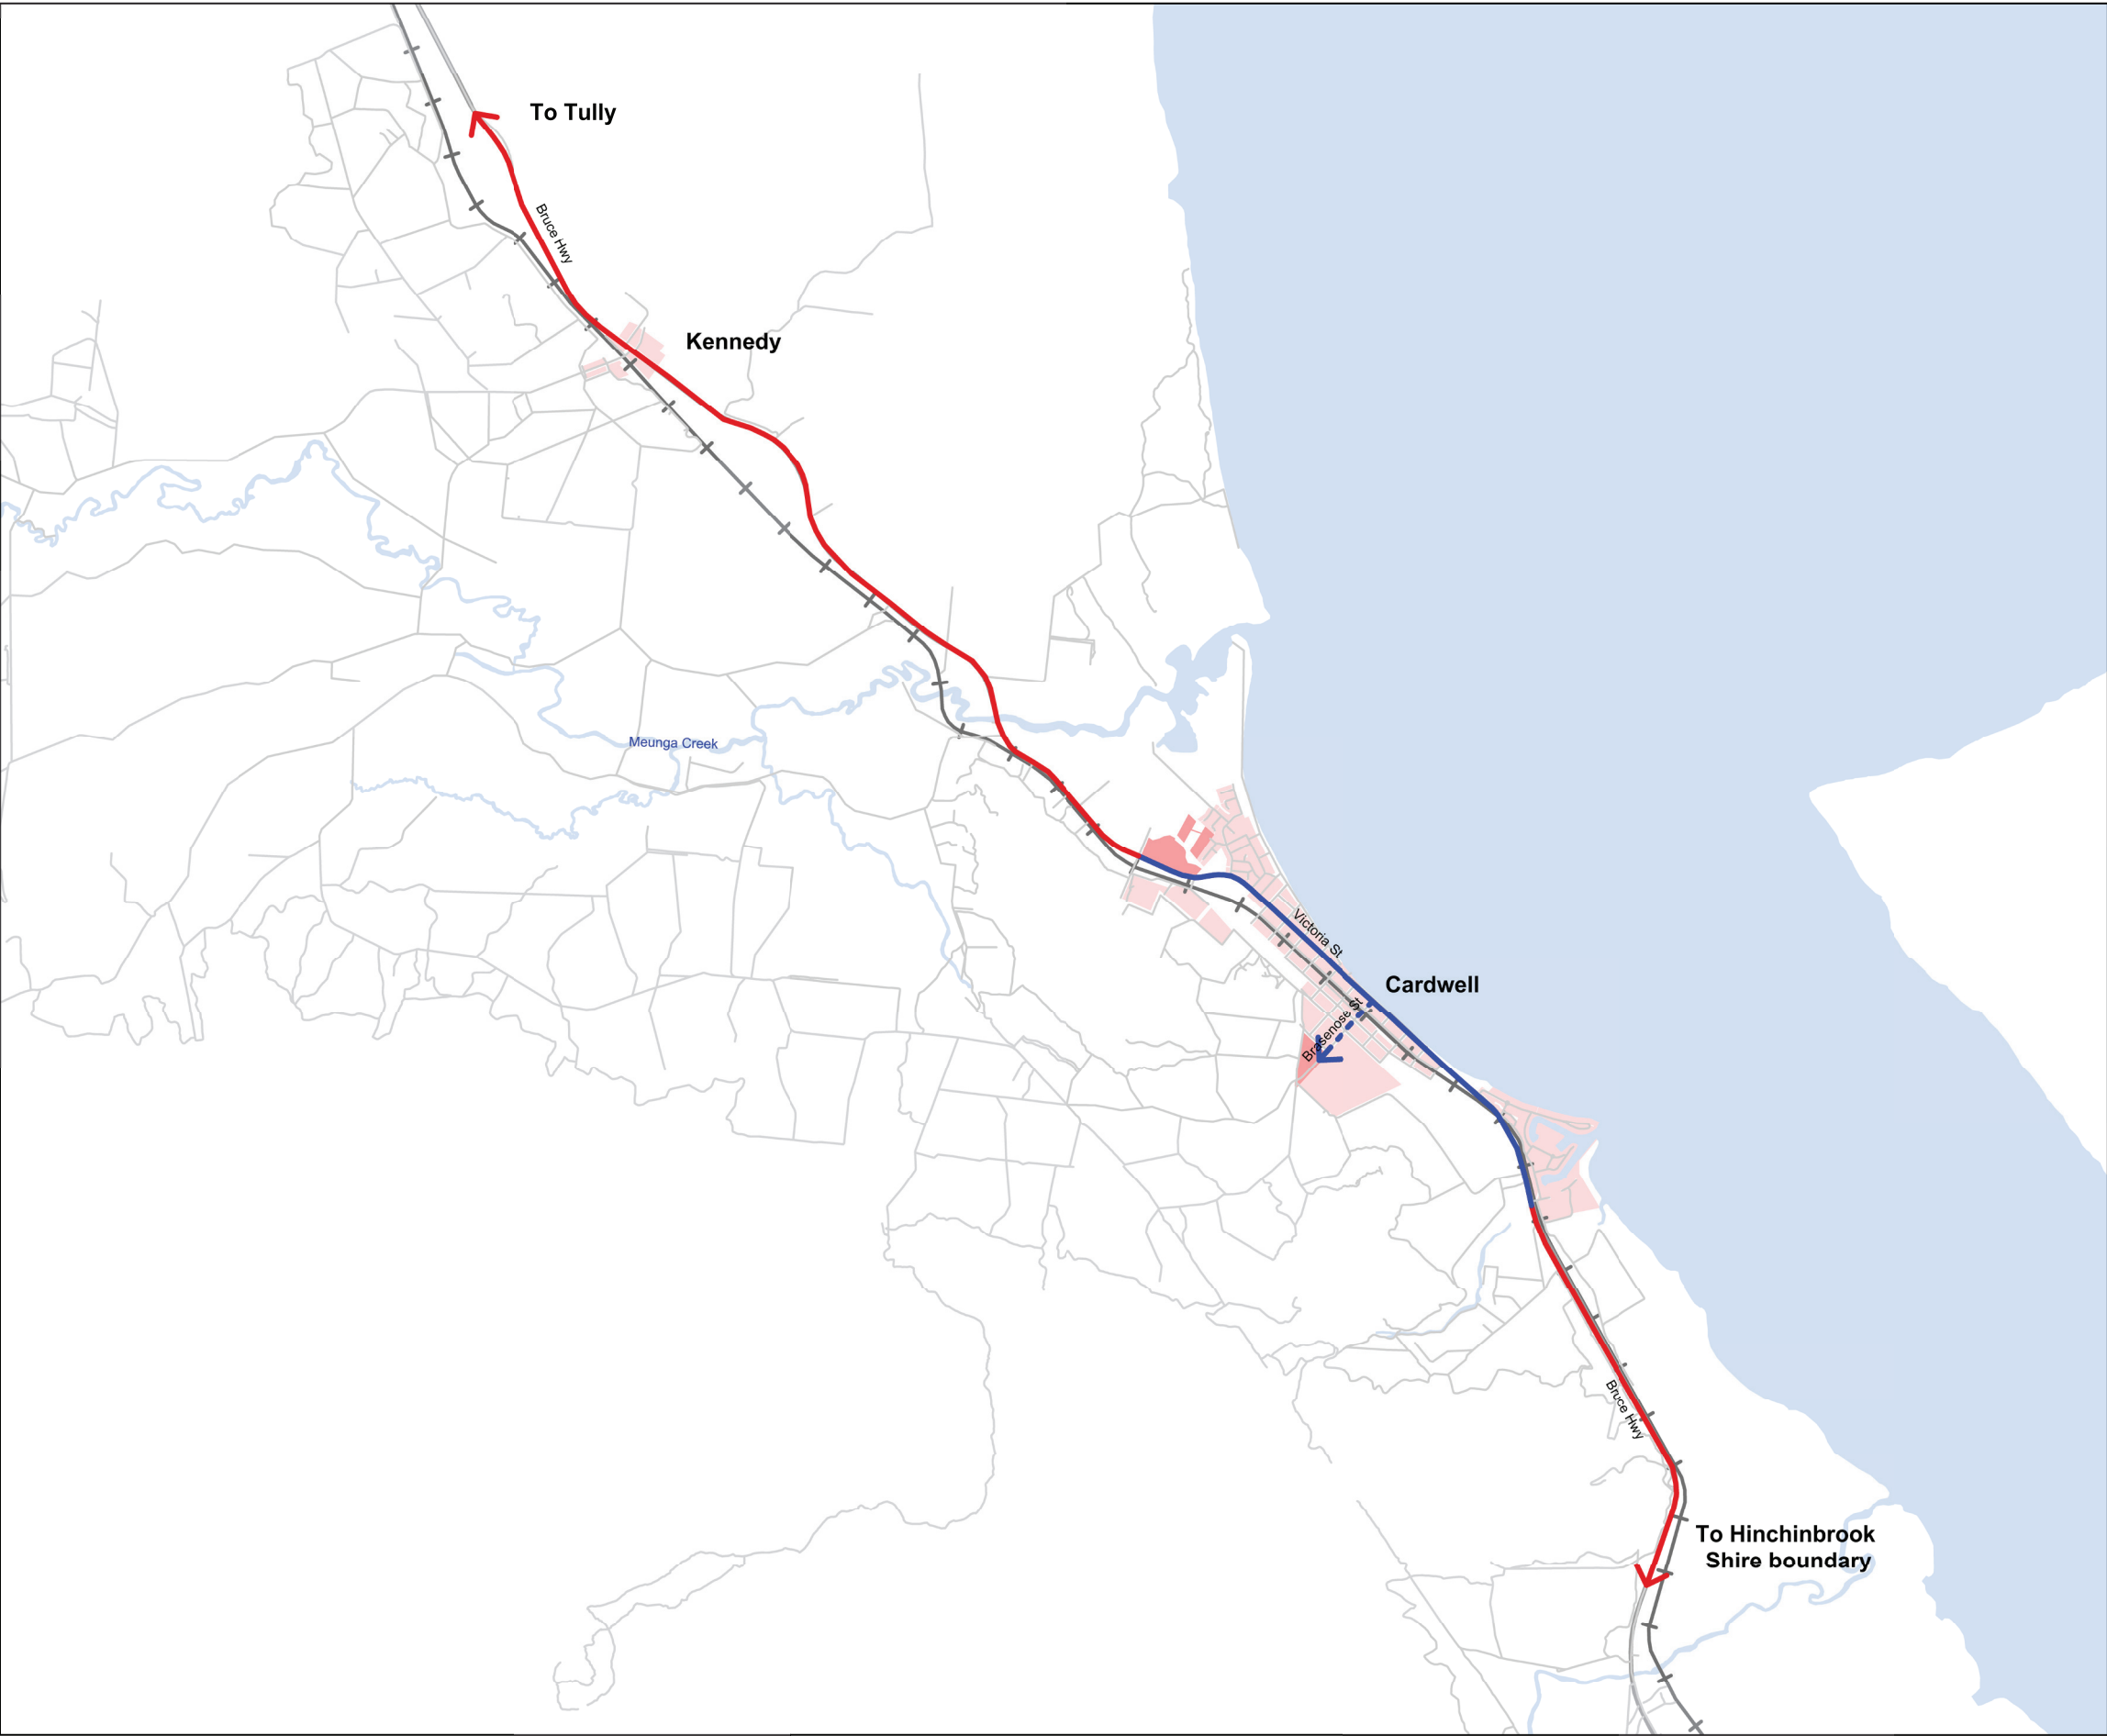 To Tully
Bruce Hwy
Kennedy
Meunga Creek
Victoria St
Cardwell
Brasenose St
Bruce Hwy
To Hinchinbrook
Shire boundary